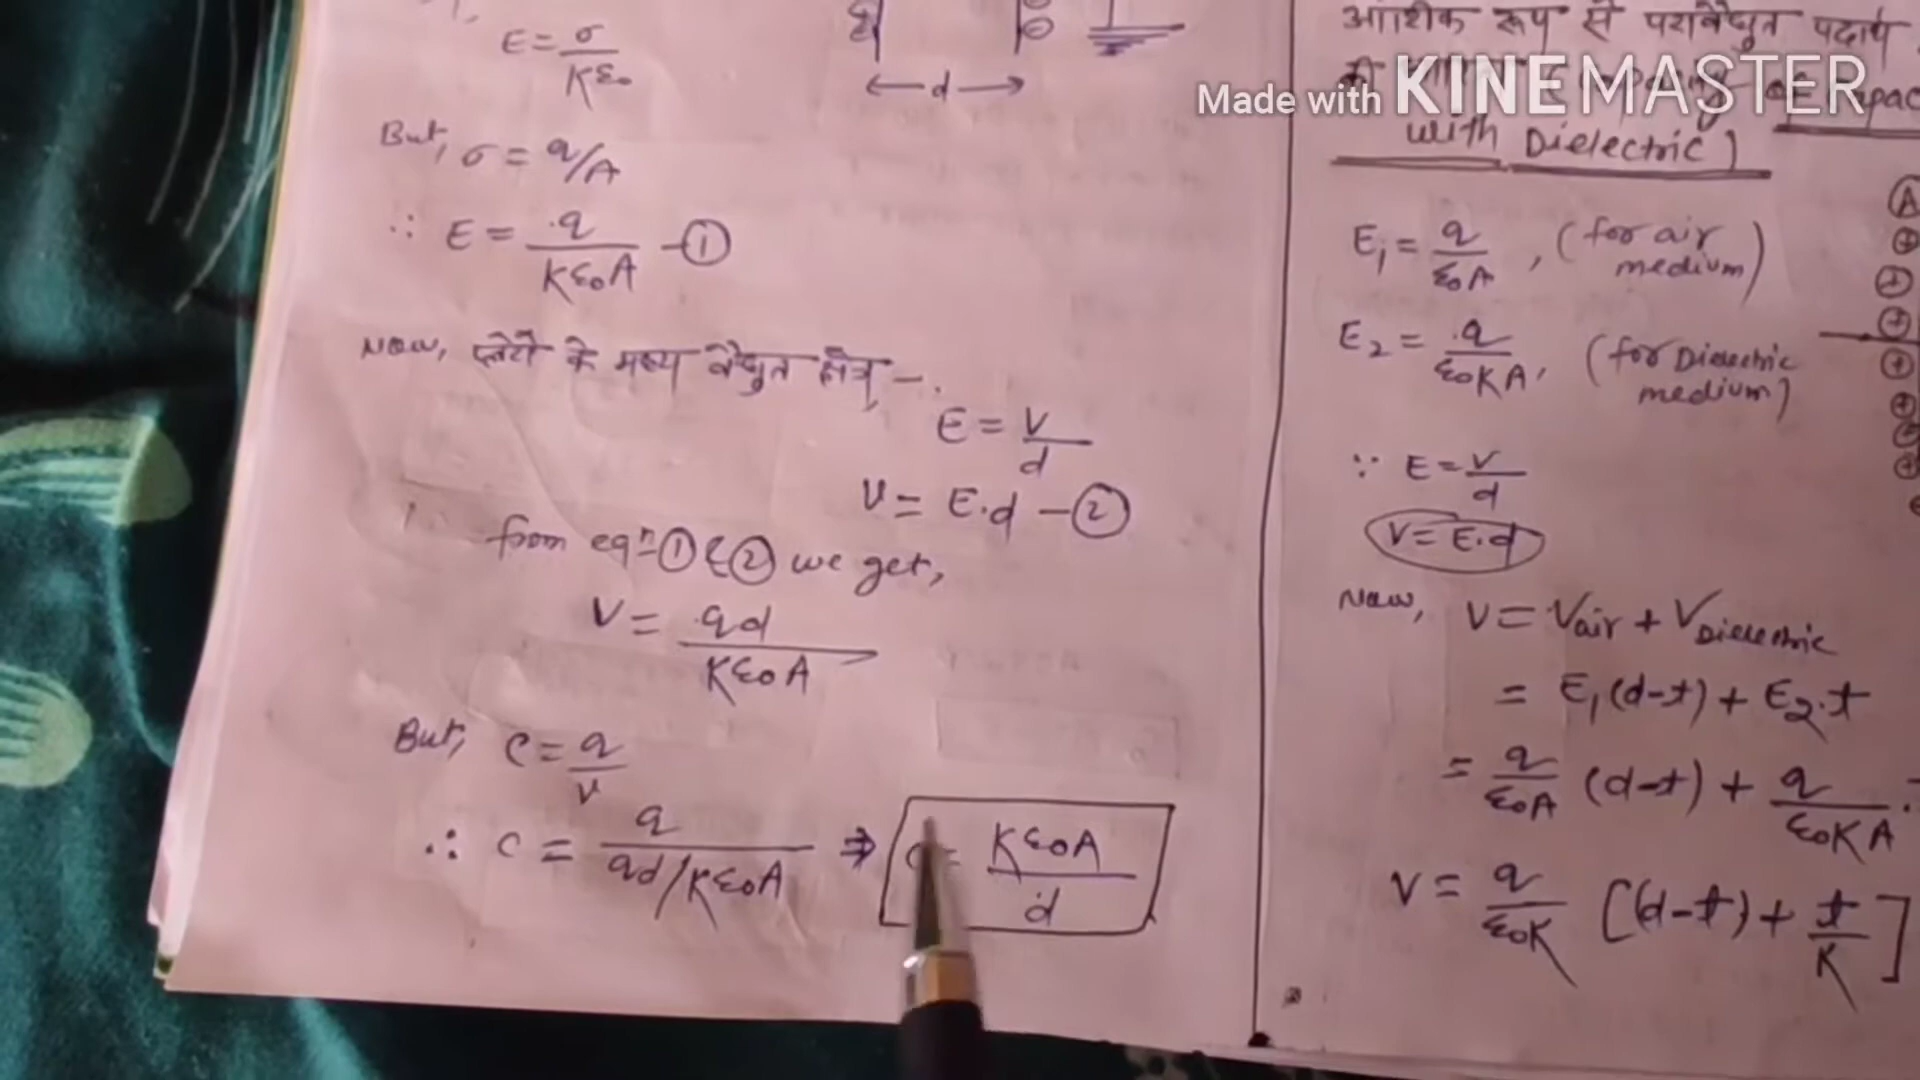 E = σ/Kε₀
d
But, σ = q/A
∴ E = q/Kε₀A -①
Now, प्लेटो के मध्य वैद्युत क्षेत्र -
E = V/d
V = E.d -②
from eqn-①&② we get,
V = qd/Kε₀A
But, C = q/V
∴ C = q/qd/Kε₀A ⇒ = Kε₀A/d
Made with KINEMASTER
आंशिक रूप से परावैद्युत पदार्थ
with Dielectric)
E₁ = q/ε₀A , (for air medium)
E₂ = q/ε₀KA, (for Dielectric medium)
∵ E = V/d
V = E.d
Now, V = Vair + VDielectric
= E₁(d-t) + E₂.t
= q/ε₀A (d-t) + q/ε₀KA .
V = q/ε₀K [(d-t) + t/K]